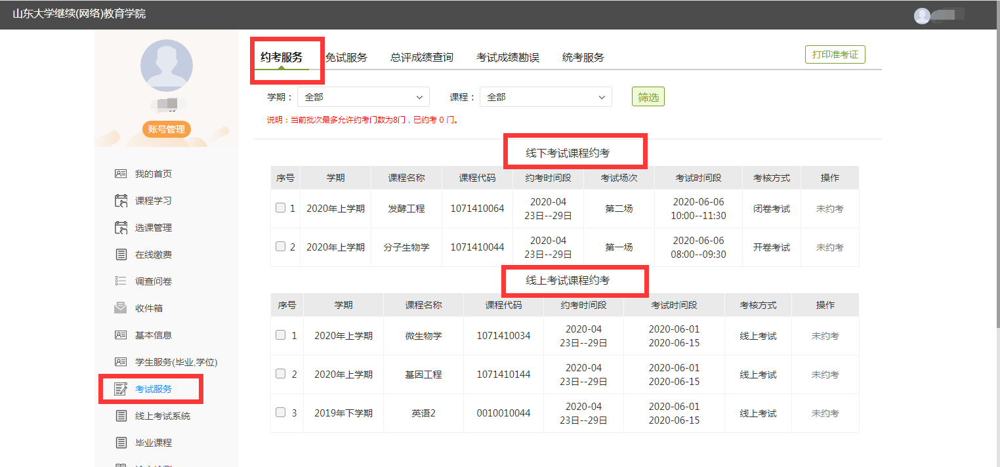 山东大学继续(网络)教育学院
账号管理
我的首页
课程学习
选课管理
在线缴费
调查问卷
收件箱
基本信息
学生服务(毕业,学位)
考试服务
线上考试系统
毕业课程
约考服务 免试服务 总评成绩查询 考试成绩勘误 统考服务 打印准考证
学期： 全部 课程： 全部 筛选
说明：当前批次最多允许约考门数为8门，已约考 0 门。
线下考试课程约考
序号 学期 课程名称 课程代码 约考时间段 考试场次 考试时间段 考核方式 操作
1 2020年上学期 发酵工程 1071410064 2020-04 23日--29日 第二场 2020-06-06 10:00--11:30 闭卷考试 未约考
2 2020年上学期 分子生物学 1071410044 2020-04 23日--29日 第一场 2020-06-06 08:00--09:30 开卷考试 未约考
线上考试课程约考
序号 学期 课程名称 课程代码 约考时间段 考试时间段 考核方式 操作
1 2020年上学期 微生物学 1071410034 2020-04 23日--29日 2020-06-01 2020-06-15 线上考试 未约考
2 2020年上学期 基因工程 1071410144 2020-04 23日--29日 2020-06-01 2020-06-15 线上考试 未约考
3 2019年下学期 英语2 0010010044 2020-04 23日--29日 2020-06-01 2020-06-15 线上考试 未约考